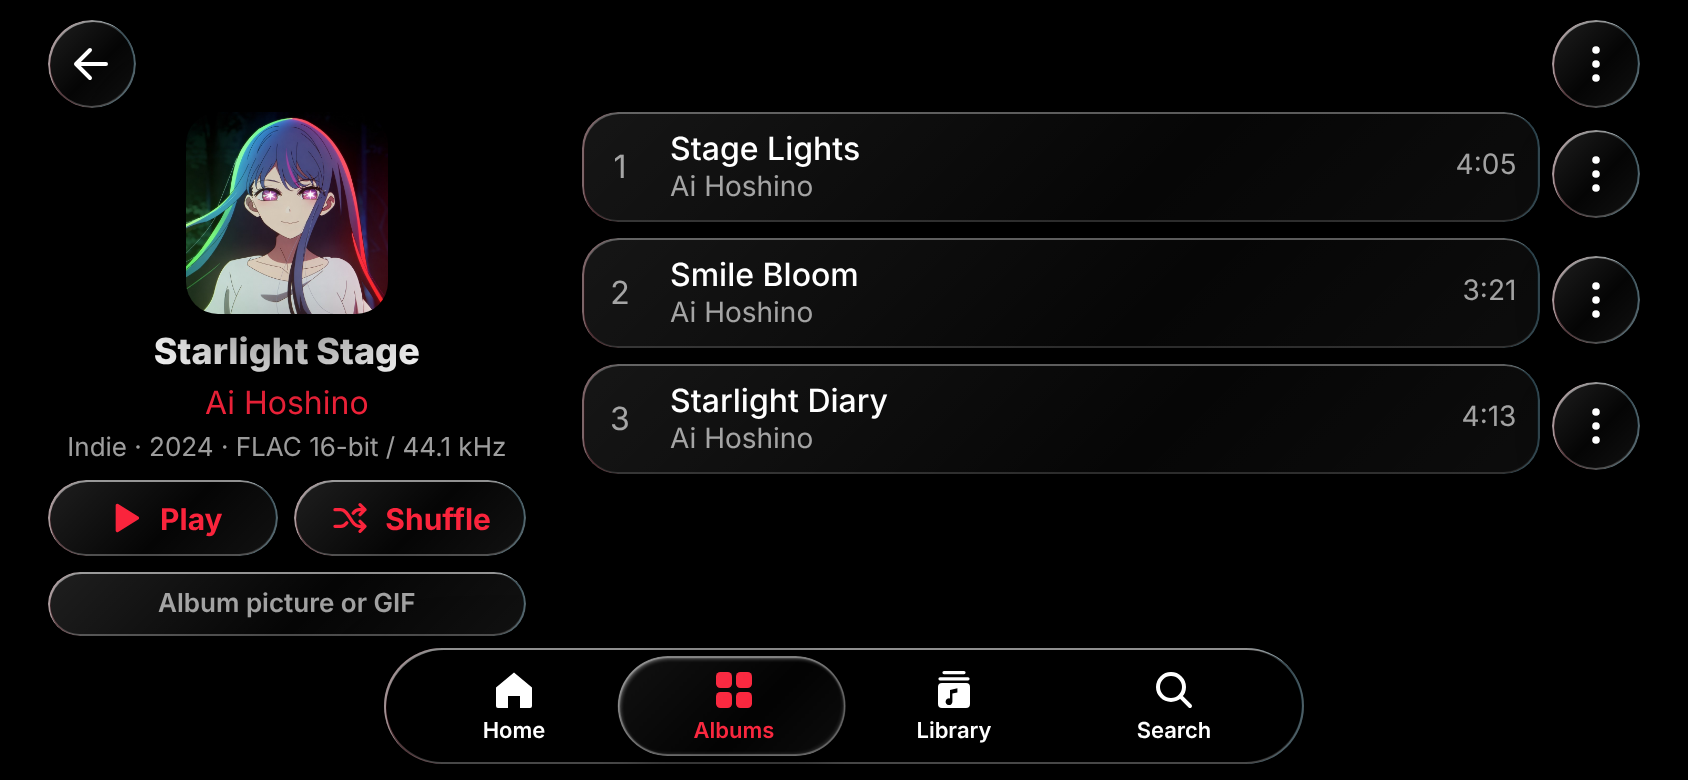 Starlight Stage
Ai Hoshino
Indie · 2024 · FLAC 16-bit / 44.1 kHz
Play
Shuffle
Album picture or GIF
1
Stage Lights
Ai Hoshino
4:05
2
Smile Bloom
Ai Hoshino
3:21
3
Starlight Diary
Ai Hoshino
4:13
Home
Albums
Library
Search